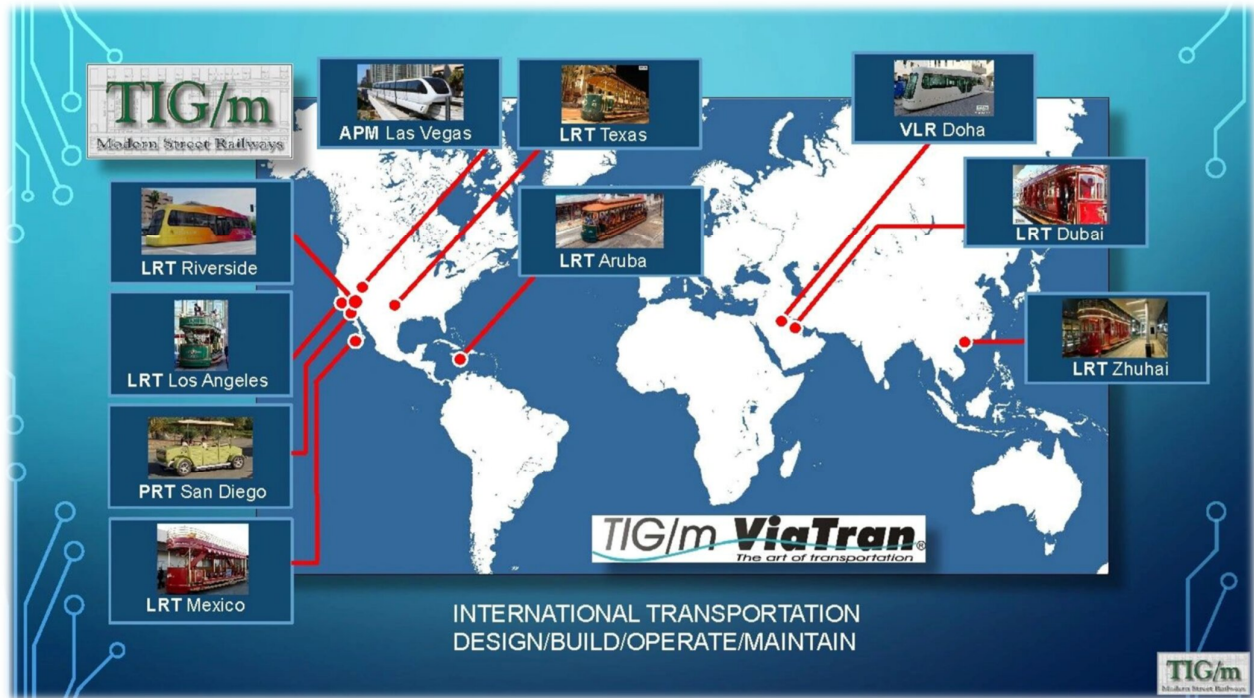 TIG/m
Modern Street Railways
APM Las Vegas
LRT Texas
VLR Doha
LRT Riverside
LRT Aruba
LRT Dubai
LRT Los Angeles
LRT Zhuhai
PRT San Diego
LRT Mexico
TIG/m ViaTran®
The art of transportation
INTERNATIONAL TRANSPORTATION
DESIGN/BUILD/OPERATE/MAINTAIN
TIG/m
Modern Street Railways